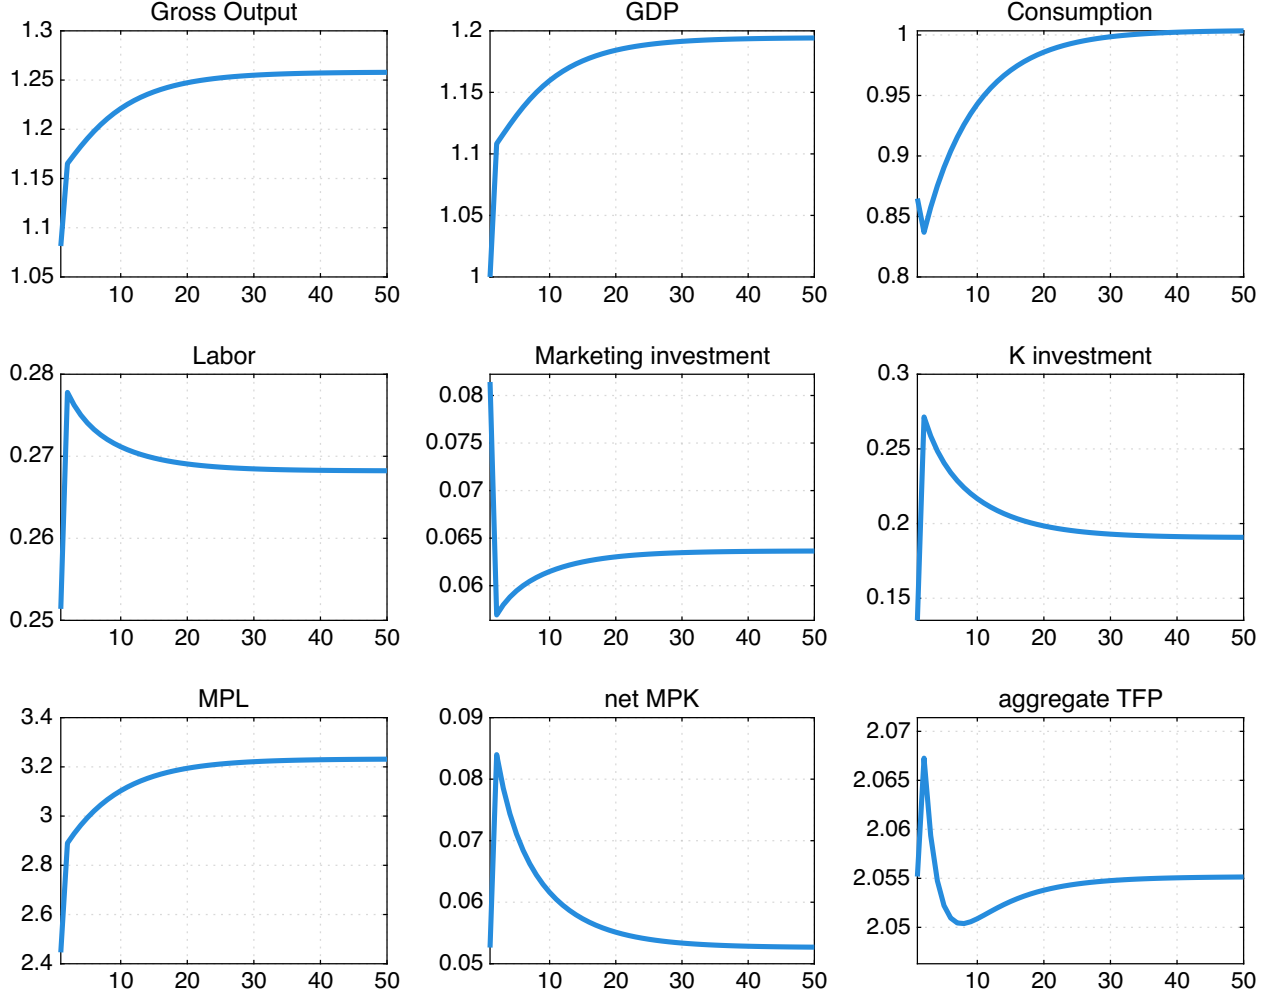 Gross Output
1.3
1.25
1.2
1.15
1.1
1.05
10 20 30 40 50
GDP
1.2
1.15
1.1
1.05
1
10 20 30 40 50
Consumption
1
0.95
0.9
0.85
0.8
10 20 30 40 50
Labor
0.28
0.27
0.26
0.25
10 20 30 40 50
Marketing investment
0.08
0.075
0.07
0.065
0.06
10 20 30 40 50
K investment
0.3
0.25
0.2
0.15
10 20 30 40 50
MPL
3.4
3.2
3
2.8
2.6
2.4
10 20 30 40 50
net MPK
0.09
0.08
0.07
0.06
0.05
10 20 30 40 50
aggregate TFP
2.07
2.065
2.06
2.055
2.05
10 20 30 40 50